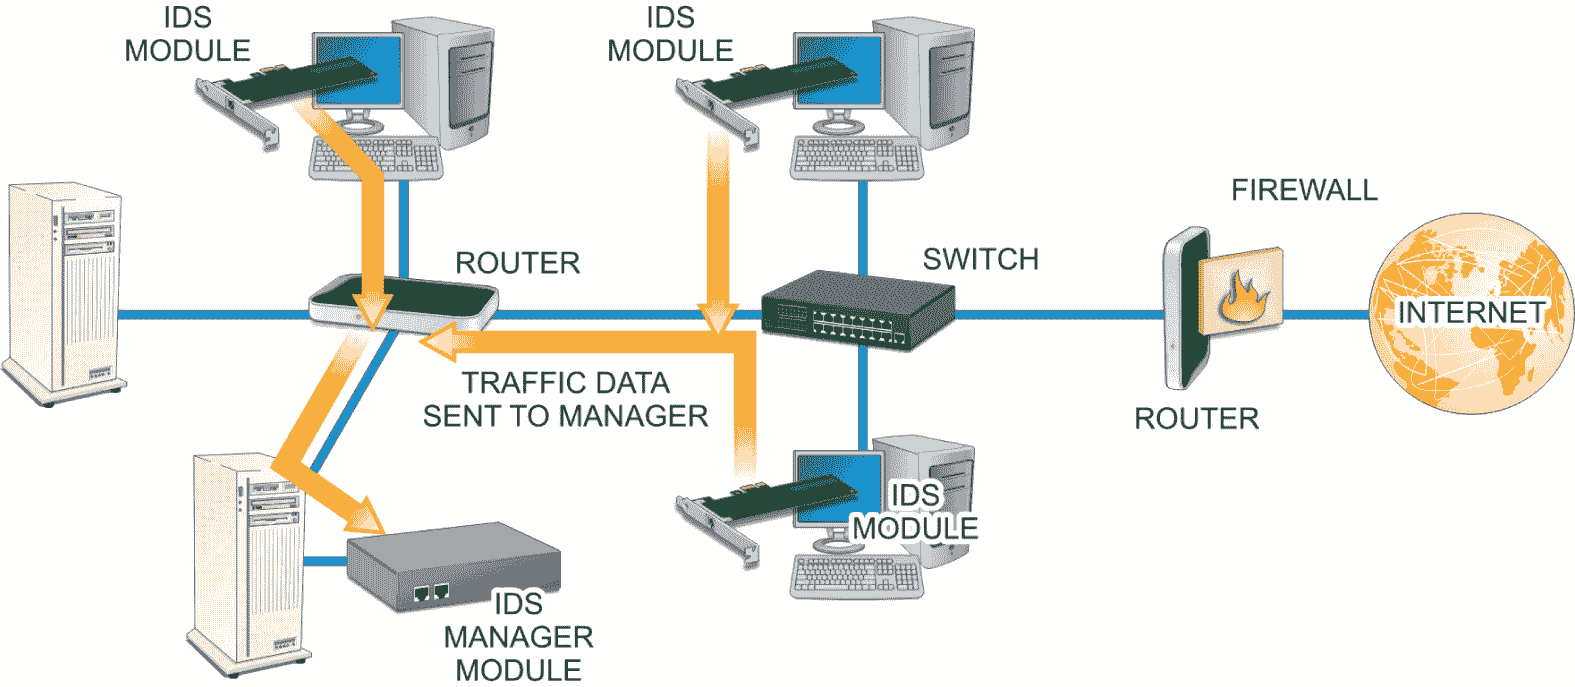 IDS
MODULE
IDS
MODULE
FIREWALL
ROUTER
SWITCH
INTERNET
TRAFFIC DATA
SENT TO MANAGER
ROUTER
IDS
MODULE
IDS
MANAGER
MODULE